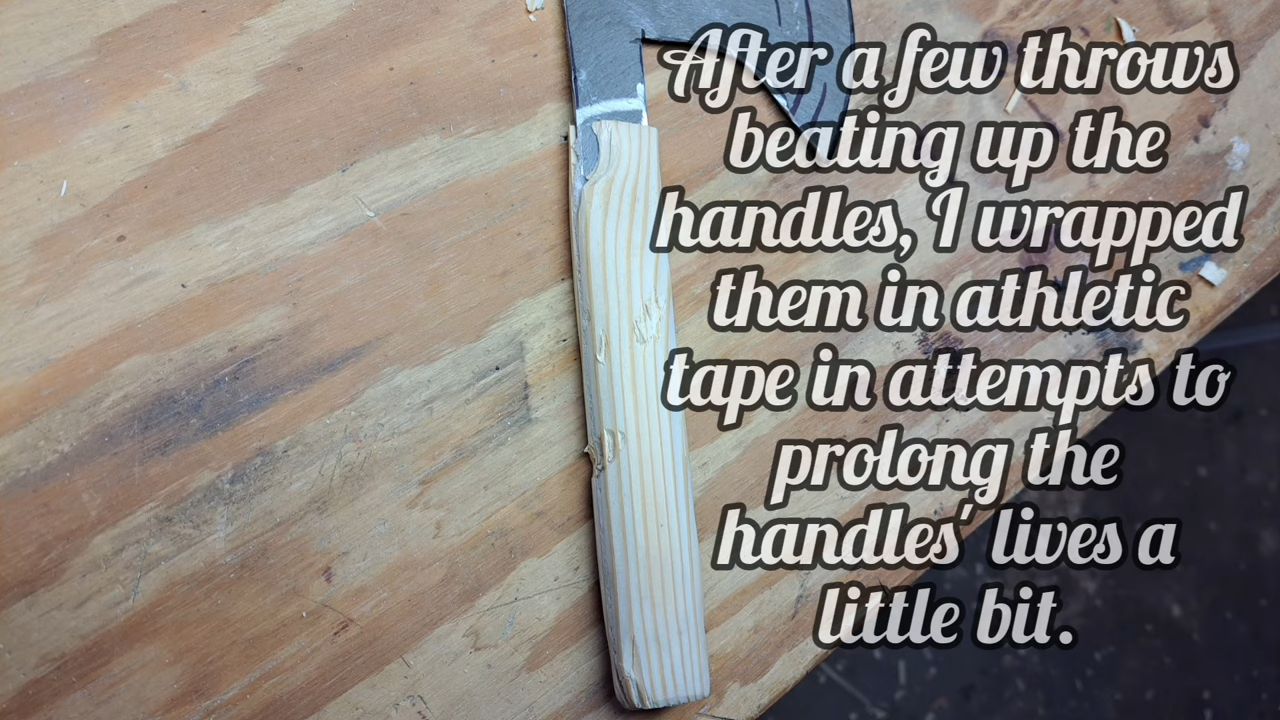 After a few throws
beating up the
handles, I wrapped
them in athletic
tape in attempts to
prolong the
handles' lives a
little bit.